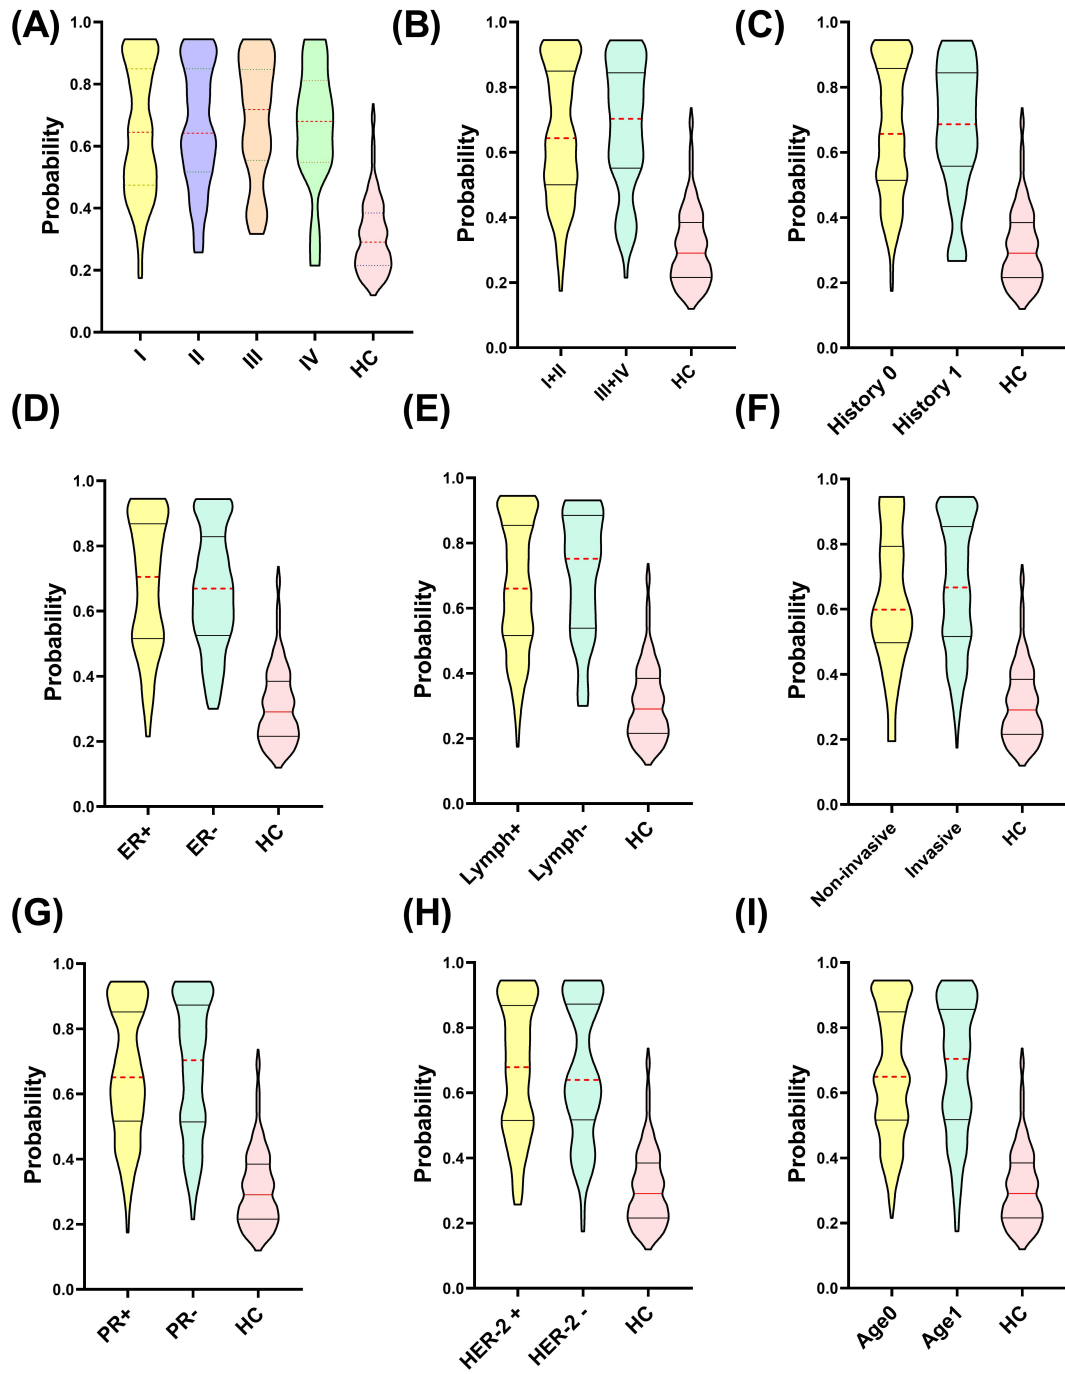 (A)
Probability
1.0
0.8
0.6
0.4
0.2
0.0
I
II
III
IV
HC
(B)
Probability
1.0
0.8
0.6
0.4
0.2
0.0
I+II
III+IV
HC
(C)
Probability
1.0
0.8
0.6
0.4
0.2
0.0
History 0
History 1
HC
(D)
Probability
1.0
0.8
0.6
0.4
0.2
0.0
ER+
ER-
HC
(E)
Probability
1.0
0.8
0.6
0.4
0.2
0.0
Lymph+
Lymph-
HC
(F)
Probability
1.0
0.8
0.6
0.4
0.2
0.0
Non-invasive
Invasive
HC
(G)
Probability
1.0
0.8
0.6
0.4
0.2
0.0
PR+
PR-
HC
(H)
Probability
1.0
0.8
0.6
0.4
0.2
0.0
HER-2 +
HER-2 -
HC
(I)
Probability
1.0
0.8
0.6
0.4
0.2
0.0
Age0
Age1
HC